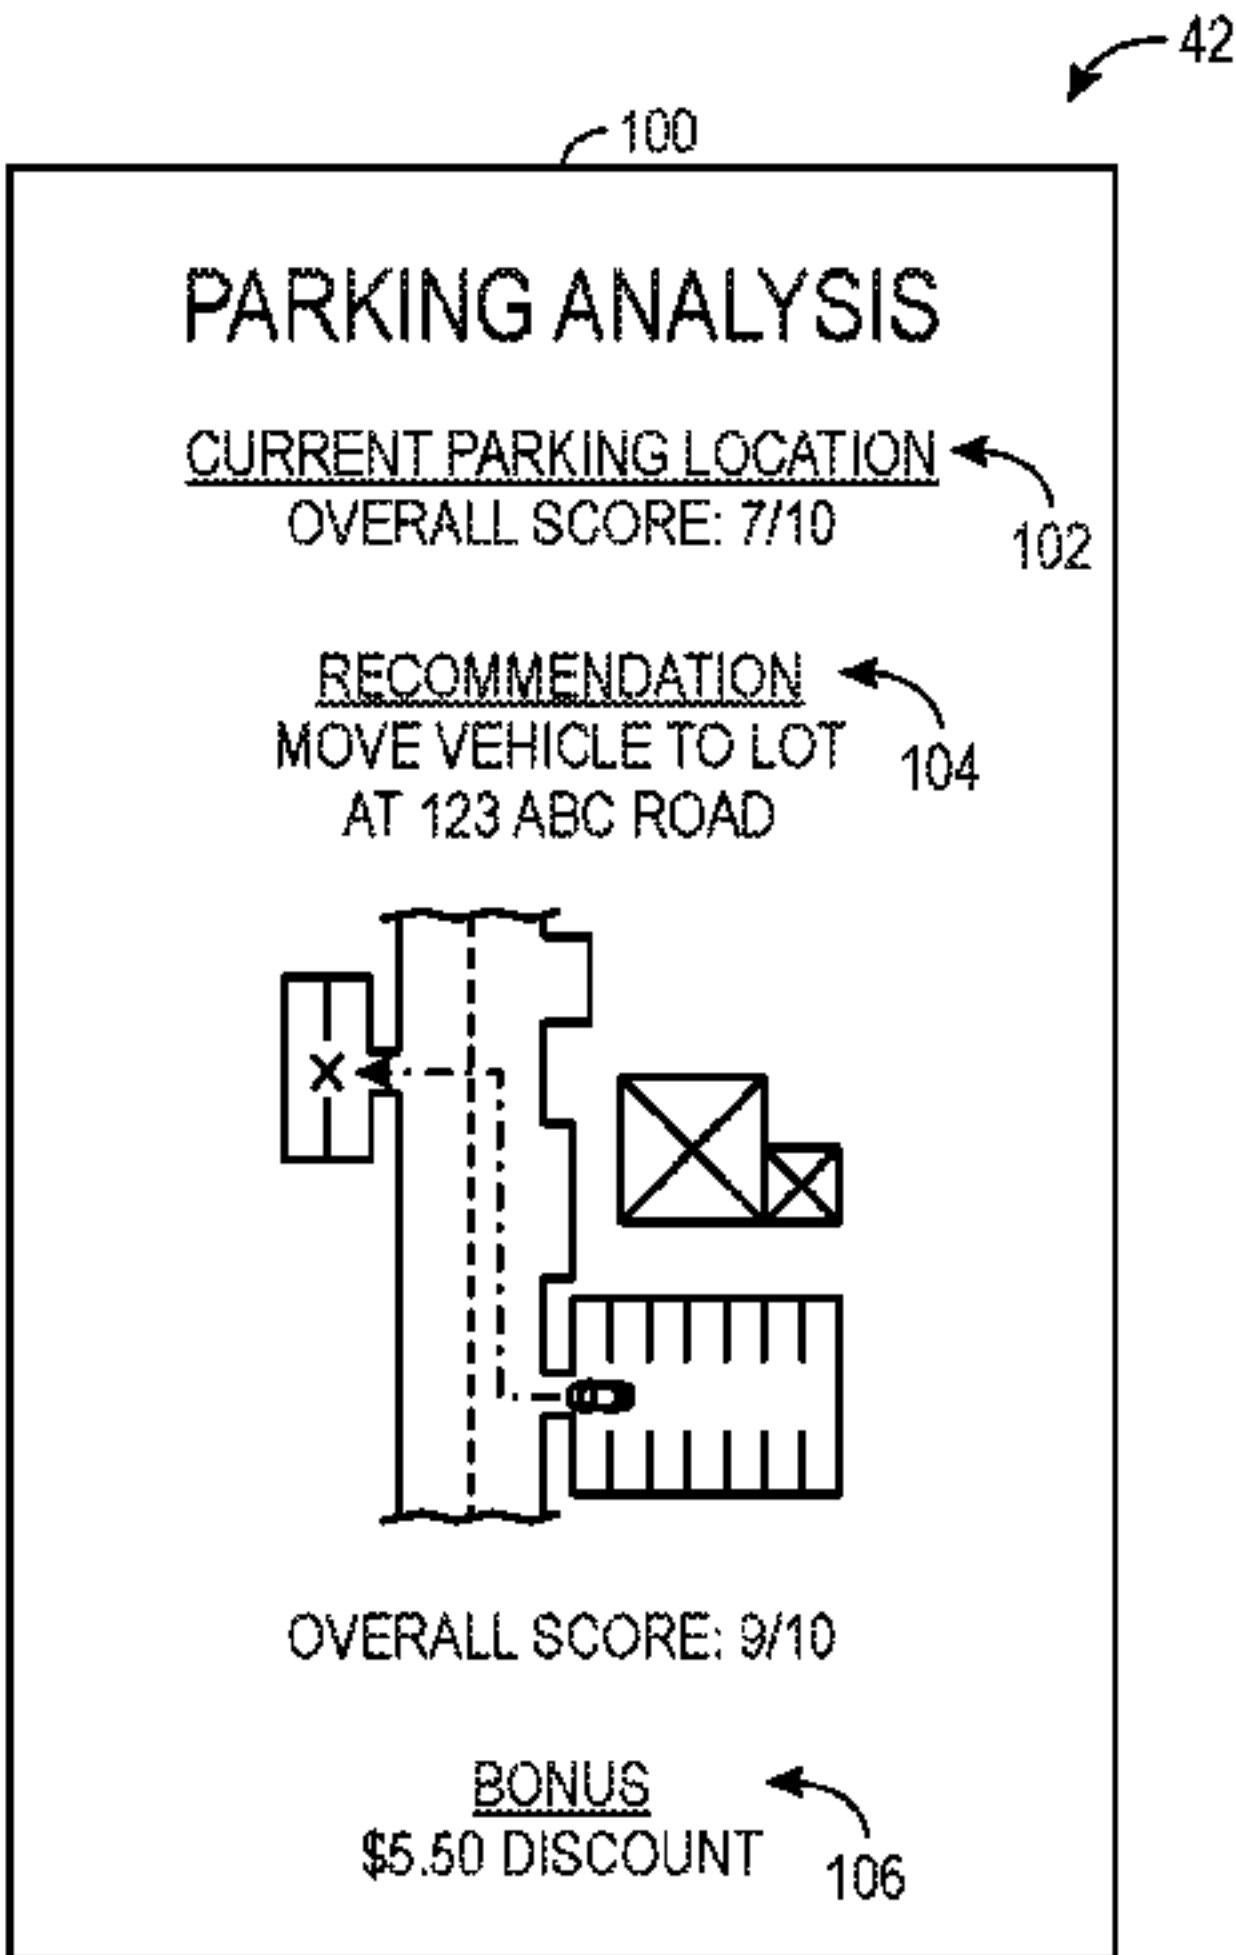 42
100
PARKING ANALYSIS
CURRENT PARKING LOCATION
OVERALL SCORE: 7/10
102
RECOMMENDATION
MOVE VEHICLE TO LOT
AT 123 ABC ROAD
104
X
OVERALL SCORE: 9/10
BONUS
$5.50 DISCOUNT
106